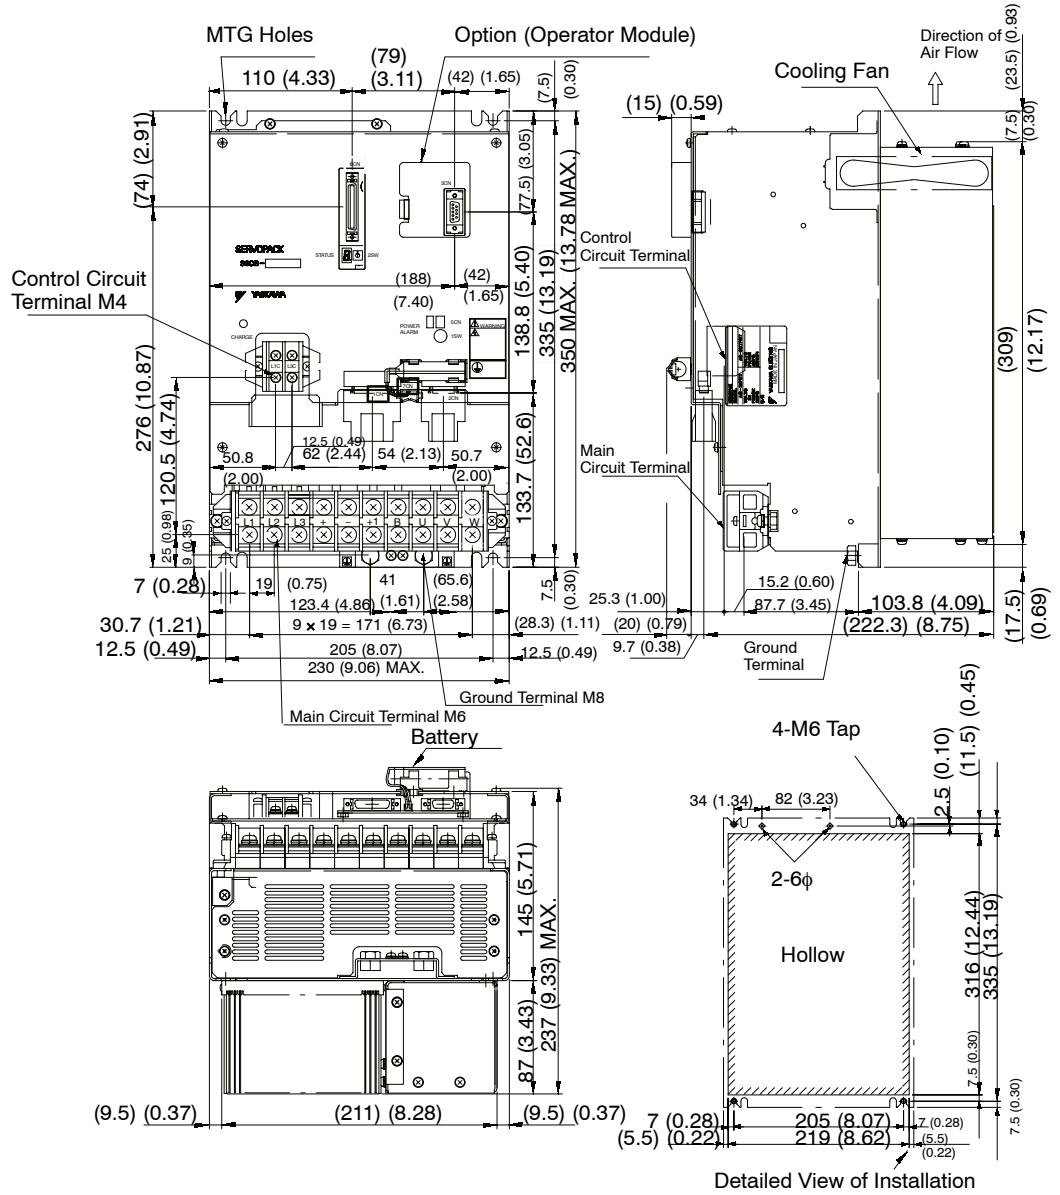 MTG Holes
Option (Operator Module)
110 (4.33)
(79)
(3.11)
(42) (1.65)
(7.5)
(0.30)
(74) (2.91)
276 (10.87)
120.5 (4.74)
25 (0.98)
9 (0.35)
(77.5) (3.05)
138.8 (5.40)
133.7 (52.6)
335 (13.19)
350 MAX. (13.78 MAX.)
7.5
(0.30)
3CN
SERVOPACK
SGDB-
STATUS
2SW
YASKAWA
(188)
(7.40)
(42)
(1.65)
Control Circuit
Terminal M4
CHARGE
POWER
ALARM
5CN
1SW
WARNING
L1C
1CN
2CN
12.5 (0.49)
50.8
(2.00)
62 (2.44)
54 (2.13)
50.7
(2.00)
L1 L2 L3 + − +1 B U V W
7 (0.28)
19 (0.75)
41
(1.61)
(65.6)
(2.58)
123.4 (4.86)
30.7 (1.21)
9 × 19 = 171 (6.73)
(28.3) (1.11)
12.5 (0.49)
205 (8.07)
12.5 (0.49)
230 (9.06) MAX.
Ground Terminal M8
Main Circuit Terminal M6
Direction of
Air Flow
Cooling Fan
(15) (0.59)
(23.5) (0.93)
(7.5)
(0.30)
Control
Circuit Terminal
Main
Circuit Terminal
(309)
(12.17)
15.2 (0.60)
25.3 (1.00)
87.7 (3.45)
103.8 (4.09)
(20) (0.79)
(222.3) (8.75)
9.7 (0.38)
(17.5)
(0.69)
Ground
Terminal
Battery
145 (5.71)
87 (3.43)
237 (9.33) MAX.
(9.5) (0.37)
(211) (8.28)
(9.5) (0.37)
4-M6 Tap
34 (1.34)
82 (3.23)
2.5 (0.10)
(11.5) (0.45)
2-6ϕ
Hollow
316 (12.44)
335 (13.19)
7.5 (0.30)
7.5 (0.30)
7 (0.28)
205 (8.07)
7 (0.28)
(5.5) (0.22)
219 (8.62)
(5.5)
(0.22)
Detailed View of Installation